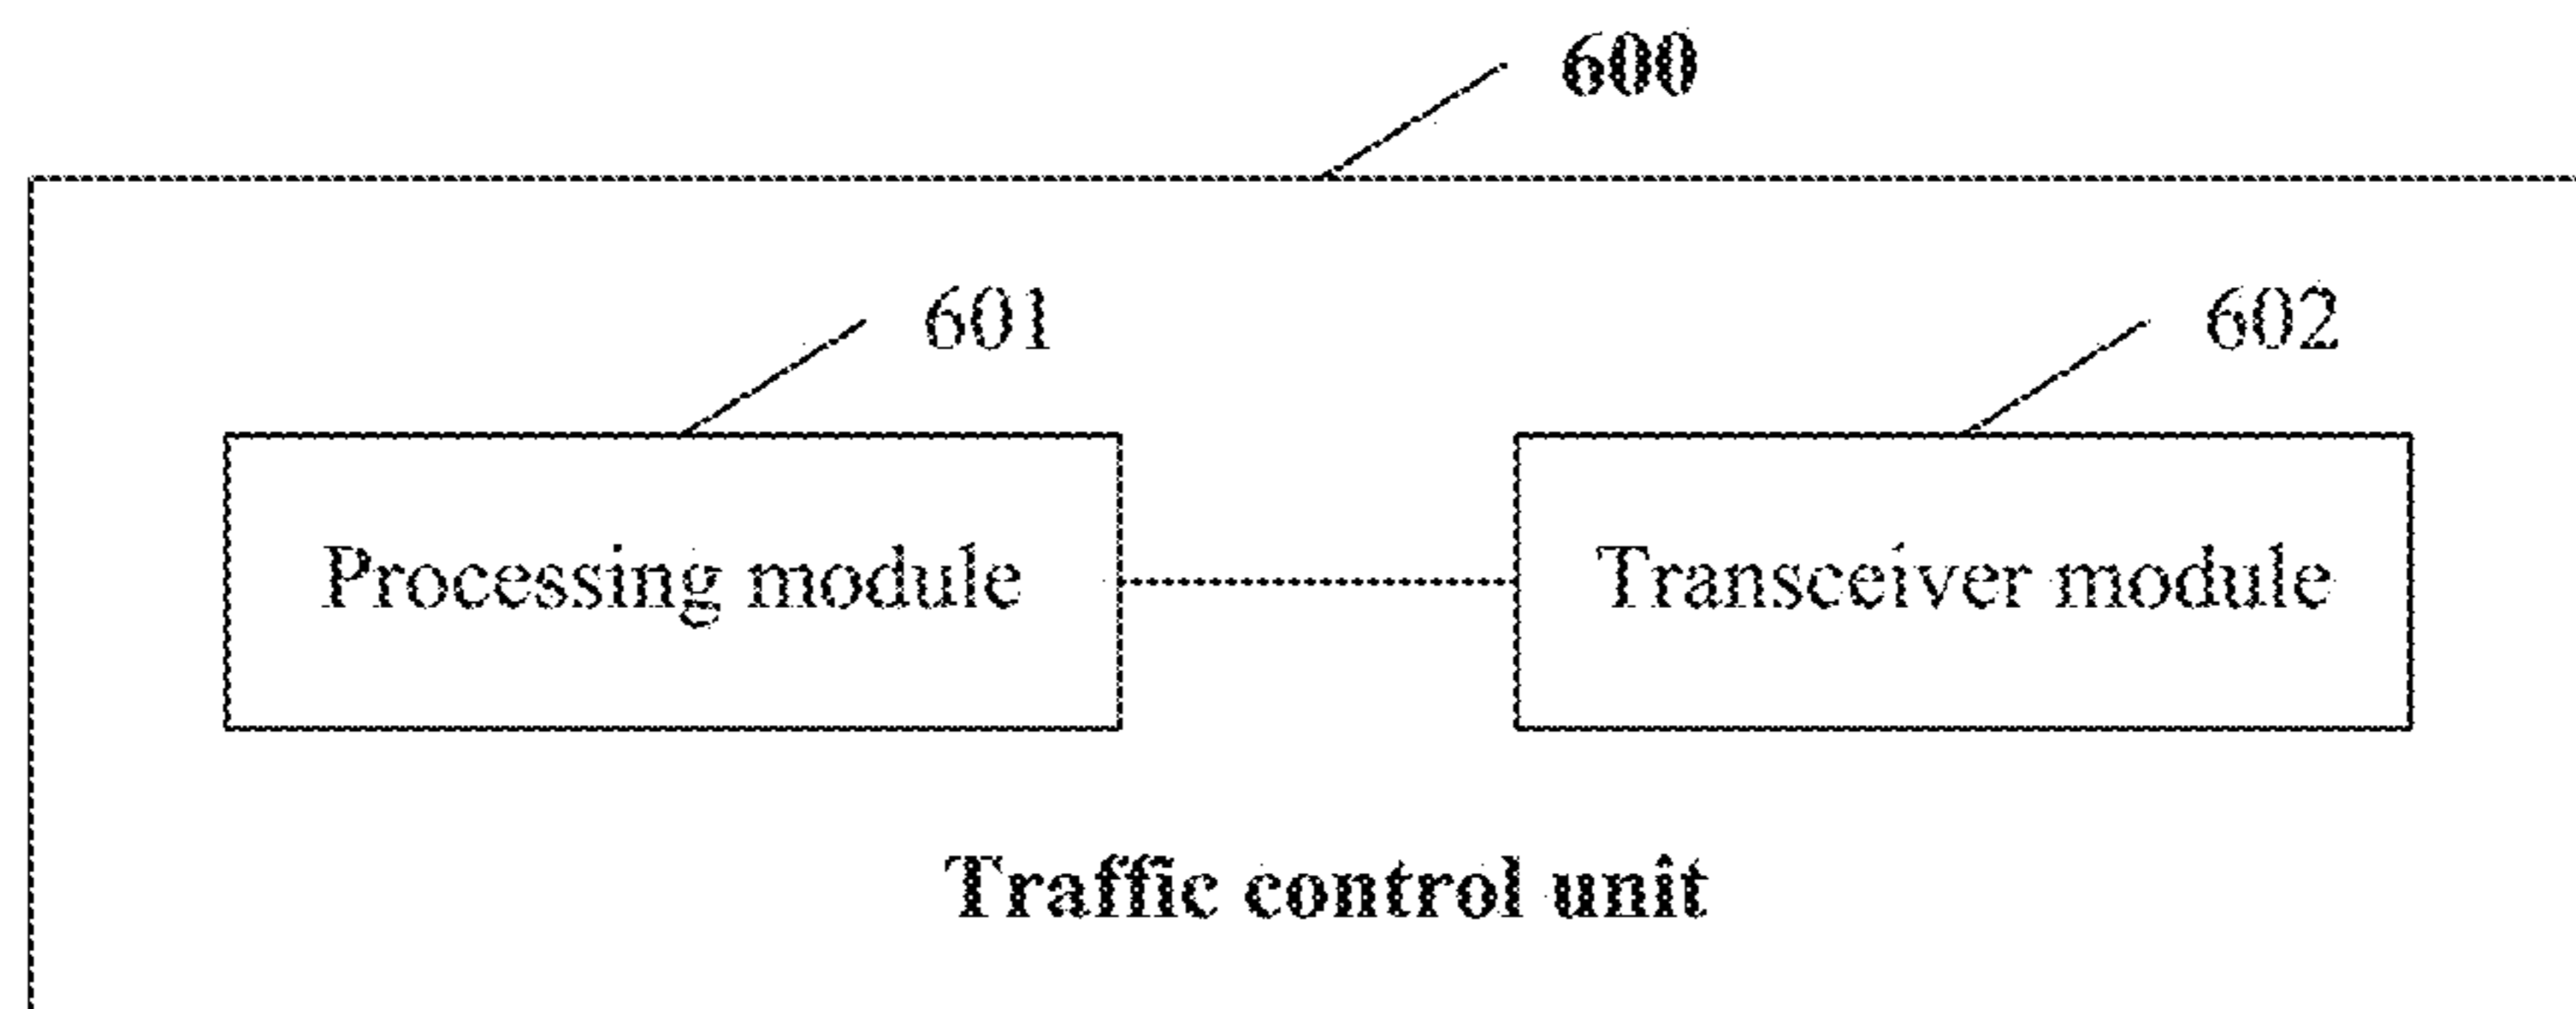 600
601
602
Processing module
Transceiver module
Traffic control unit